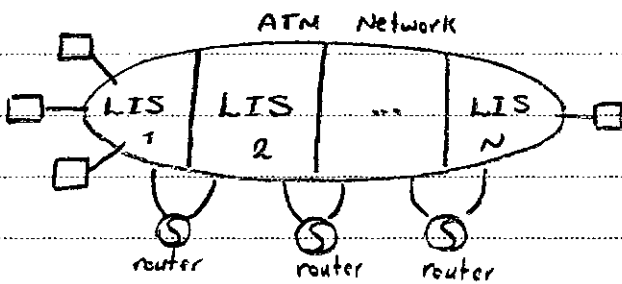 ATM Network
LIS LIS ... LIS
1 2 N
S S S
router router router